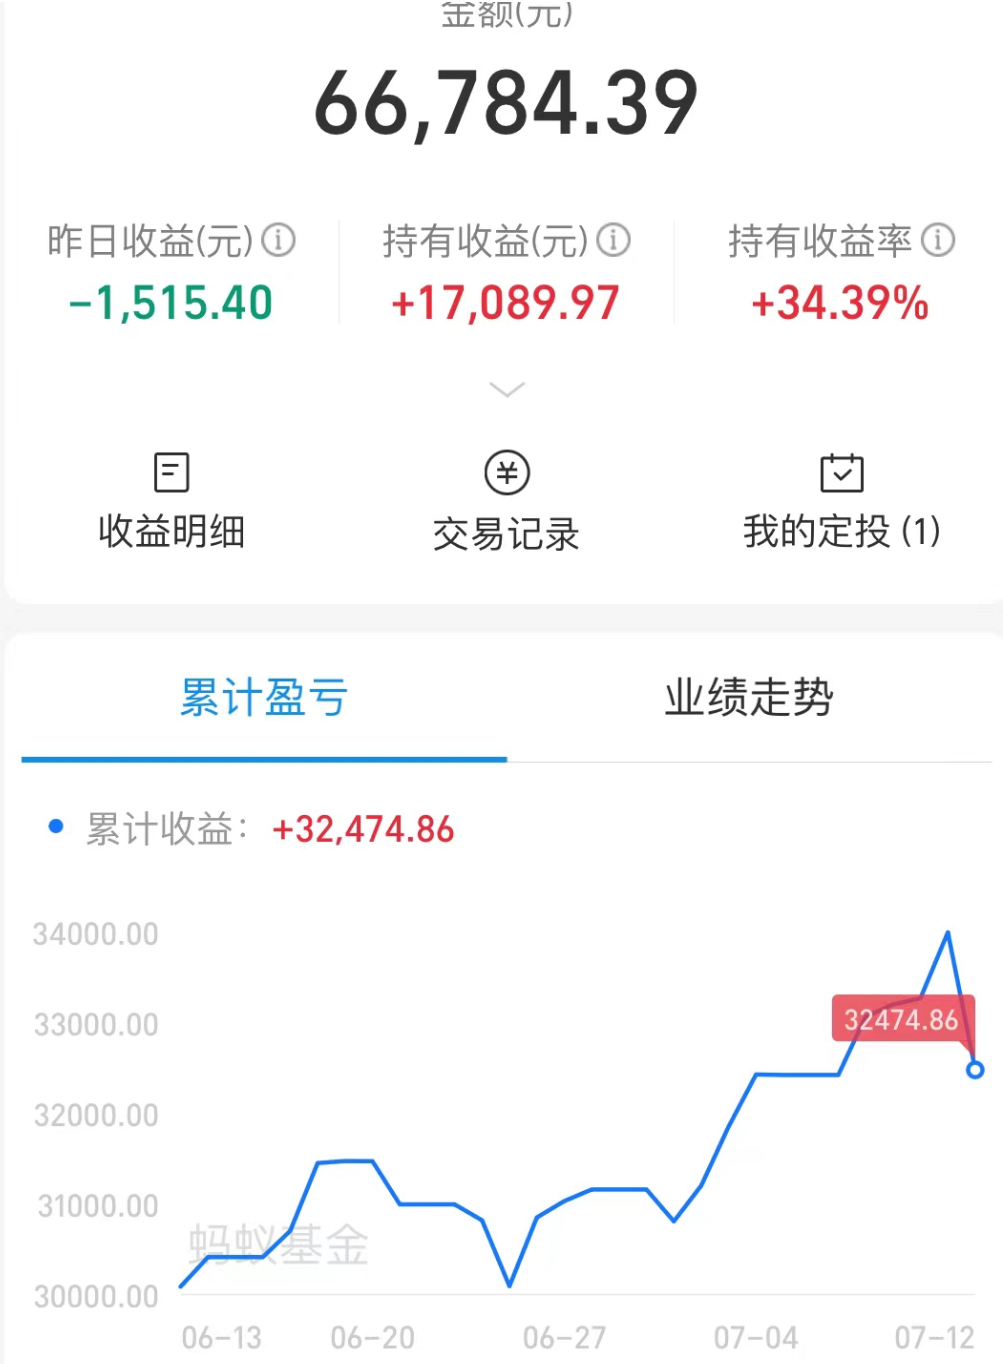 金额(元)
66,784.39
昨日收益(元) 持有收益(元) 持有收益率
-1,515.40 +17,089.97 +34.39%
收益明细 交易记录 我的定投 (1)
累计盈亏 业绩走势
累计收益: +32,474.86
34000.00
33000.00
32474.86
32000.00
31000.00
蚂蚁基金
30000.00
06-13 06-20 06-27 07-04 07-12